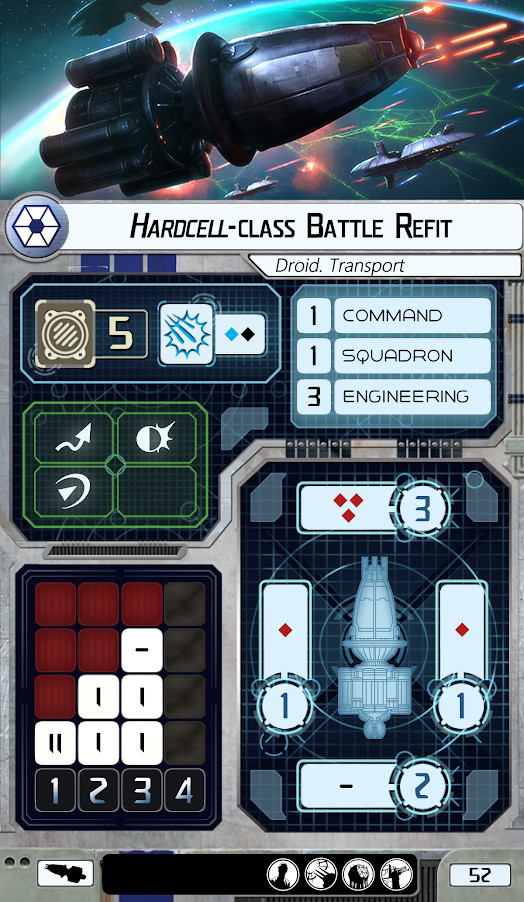 HARDCELL-CLASS BATTLE REFIT
Droid. Transport
5
1 COMMAND
1 SQUADRON
3 ENGINEERING
3
1 1
2
-
-
I I
II I I
1 2 3 4
52